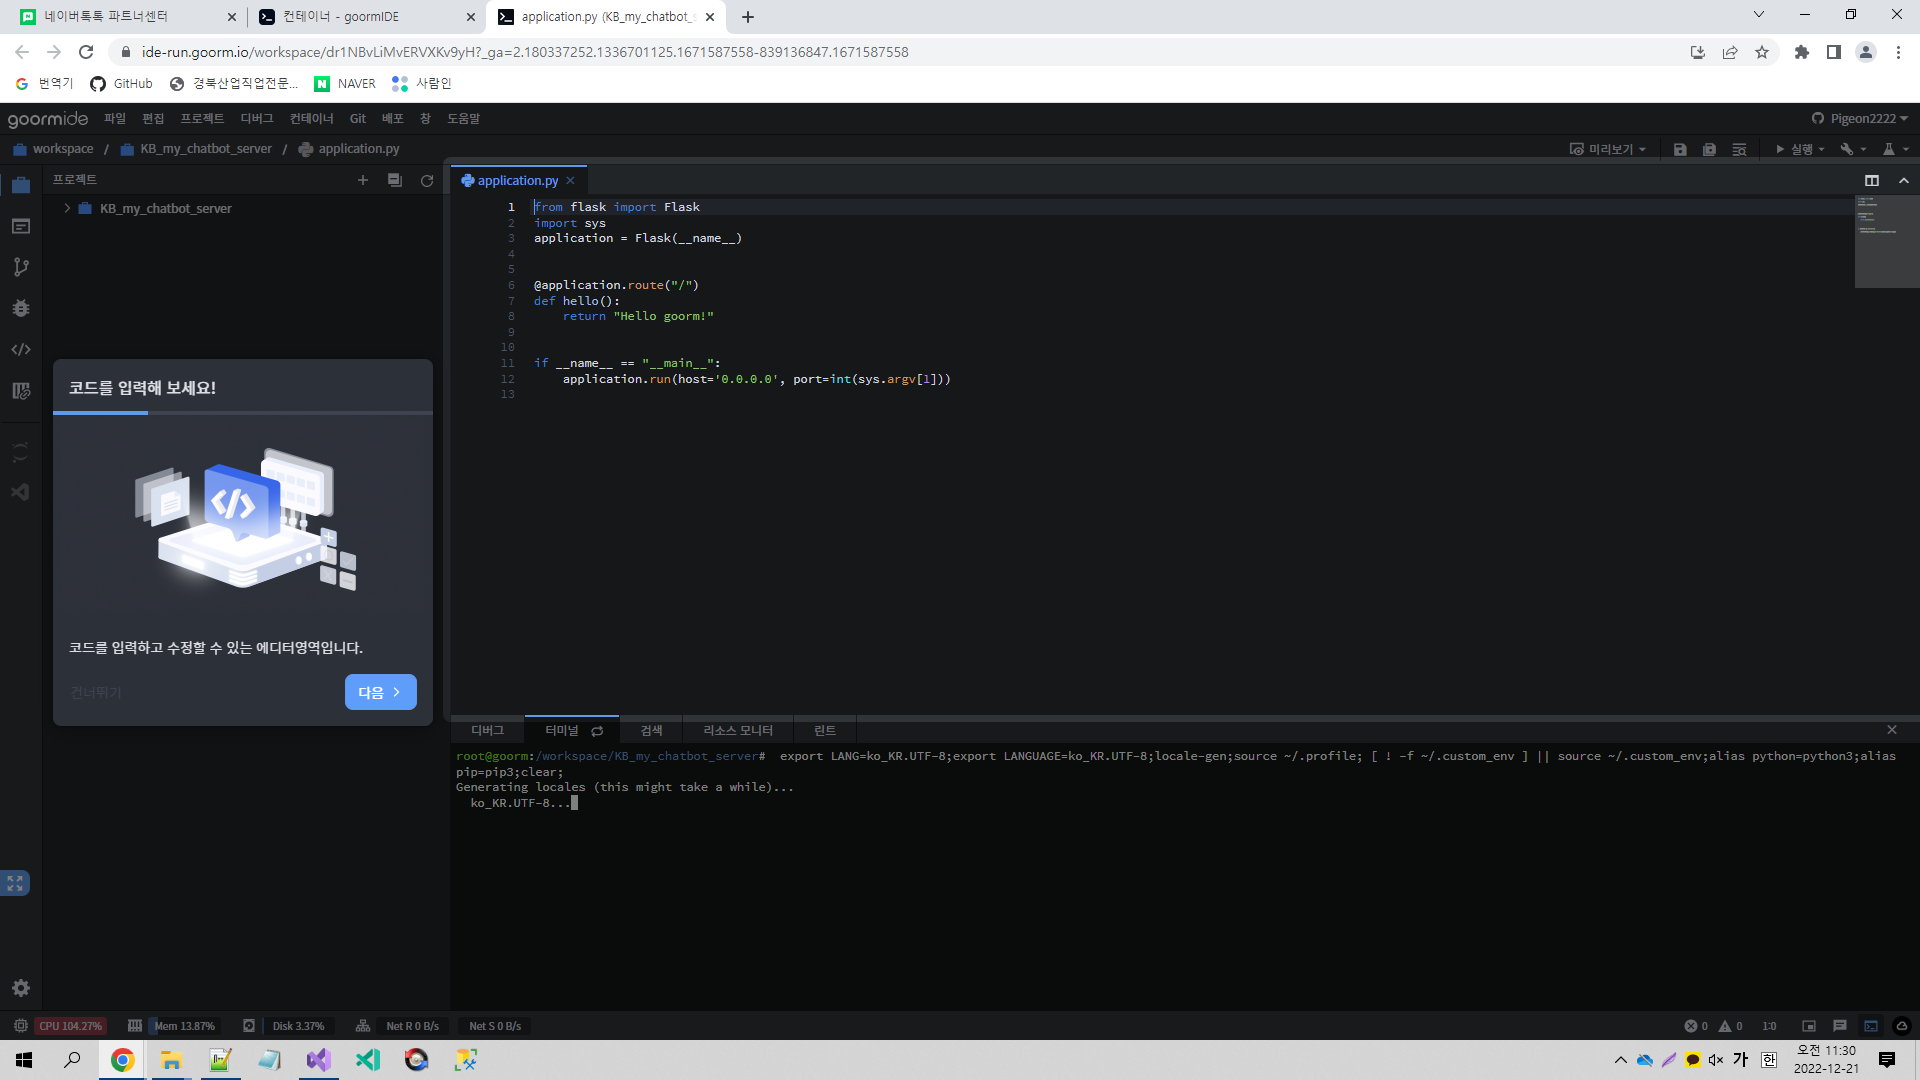 네이버톡톡 파트너센터
컨테이너 - goormIDE
application.py (KB_my_chatbot_s
ide-run.goorm.io/workspace/dr1NBvLiMvERVXKv9yH?_ga=2.180337252.1336701125.1671587558-839136847.1671587558
번역기
GitHub
경북산업직업전문...
NAVER
사람인
goormide 파일 편집 프로젝트 디버그 컨테이너 Git 배포 창 도움말 Pigeon2222
workspace / KB_my_chatbot_server / application.py 미리보기 실행
프로젝트
KB_my_chatbot_server
application.py
1 from flask import Flask
2 import sys
3 application = Flask(__name__)
4
5
6 @application.route("/")
7 def hello():
8     return "Hello goorm!"
9
10
11 if __name__ == "__main__":
12     application.run(host='0.0.0.0', port=int(sys.argv[1]))
13
코드를 입력해 보세요!
코드를 입력하고 수정할 수 있는 에디터영역입니다.
건너뛰기
다음
디버그 터미널 검색 리소스 모니터 린트
root@goorm:/workspace/KB_my_chatbot_server#  export LANG=ko_KR.UTF-8;export LANGUAGE=ko_KR.UTF-8;locale-gen;source ~/.profile; [ ! -f ~/.custom_env ] || source ~/.custom_env;alias python=python3;alias
pip=pip3;clear;
Generating locales (this might take a while)...
  ko_KR.UTF-8...
CPU 104.27% Mem 13.87% Disk 3.37% Net R 0 B/s Net S 0 B/s 0 0 1:0
가 한
오전 11:30
2022-12-21